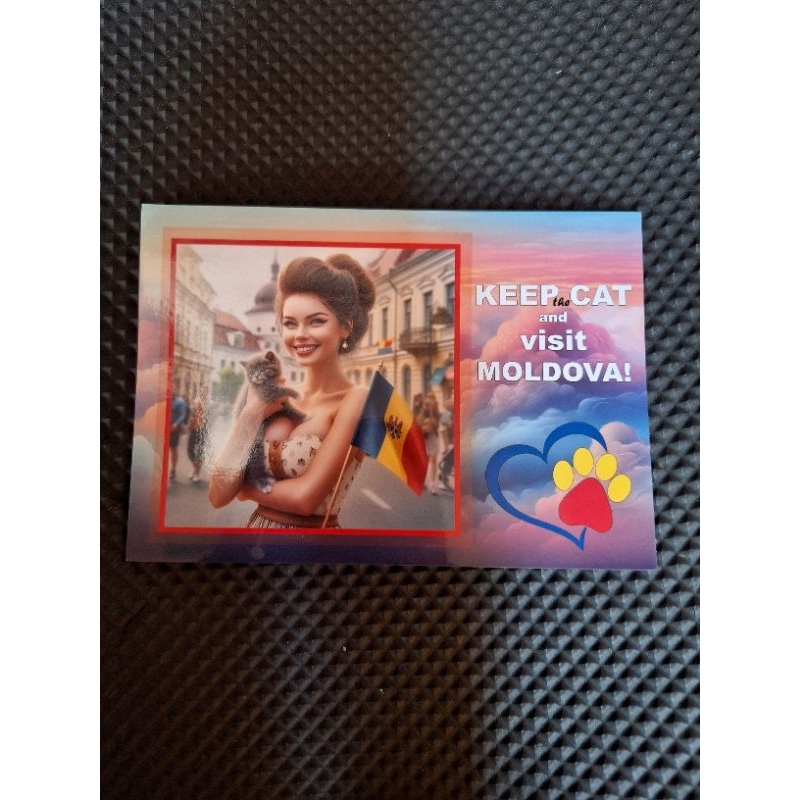 KEEP the CAT
and
visit
MOLDOVA!